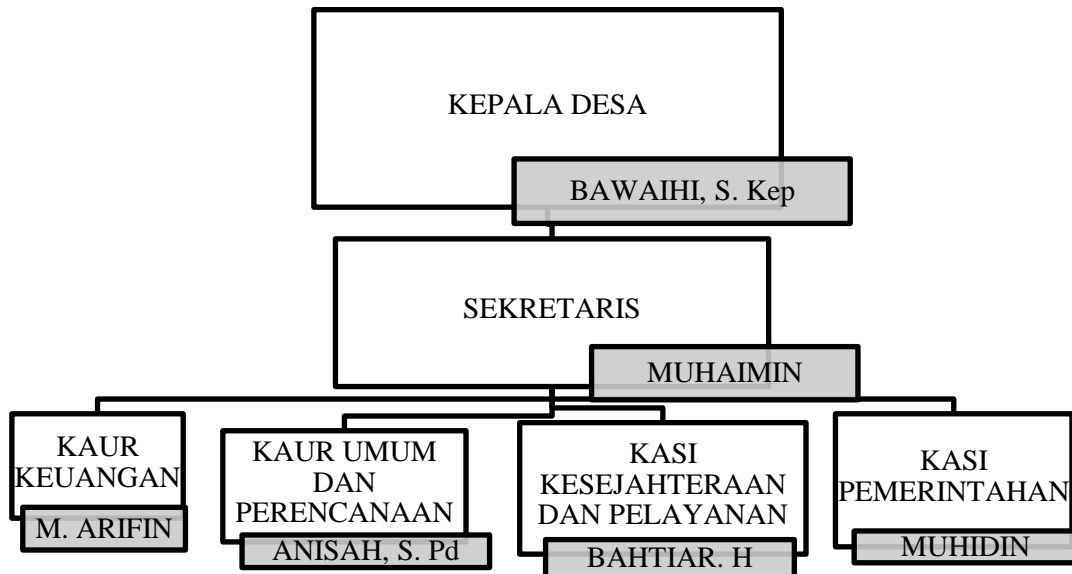 KEPALA DESA
BAWAIHI, S. Kep
SEKRETARIS
MUHAIMIN
KAUR
KEUANGAN
M. ARIFIN
KAUR UMUM
DAN
PERENCANAAN
ANISAH, S. Pd
KASI
KESEJAHTERAAN
DAN PELAYANAN
BAHTIAR. H
KASI
PEMERINTAHAN
MUHIDIN